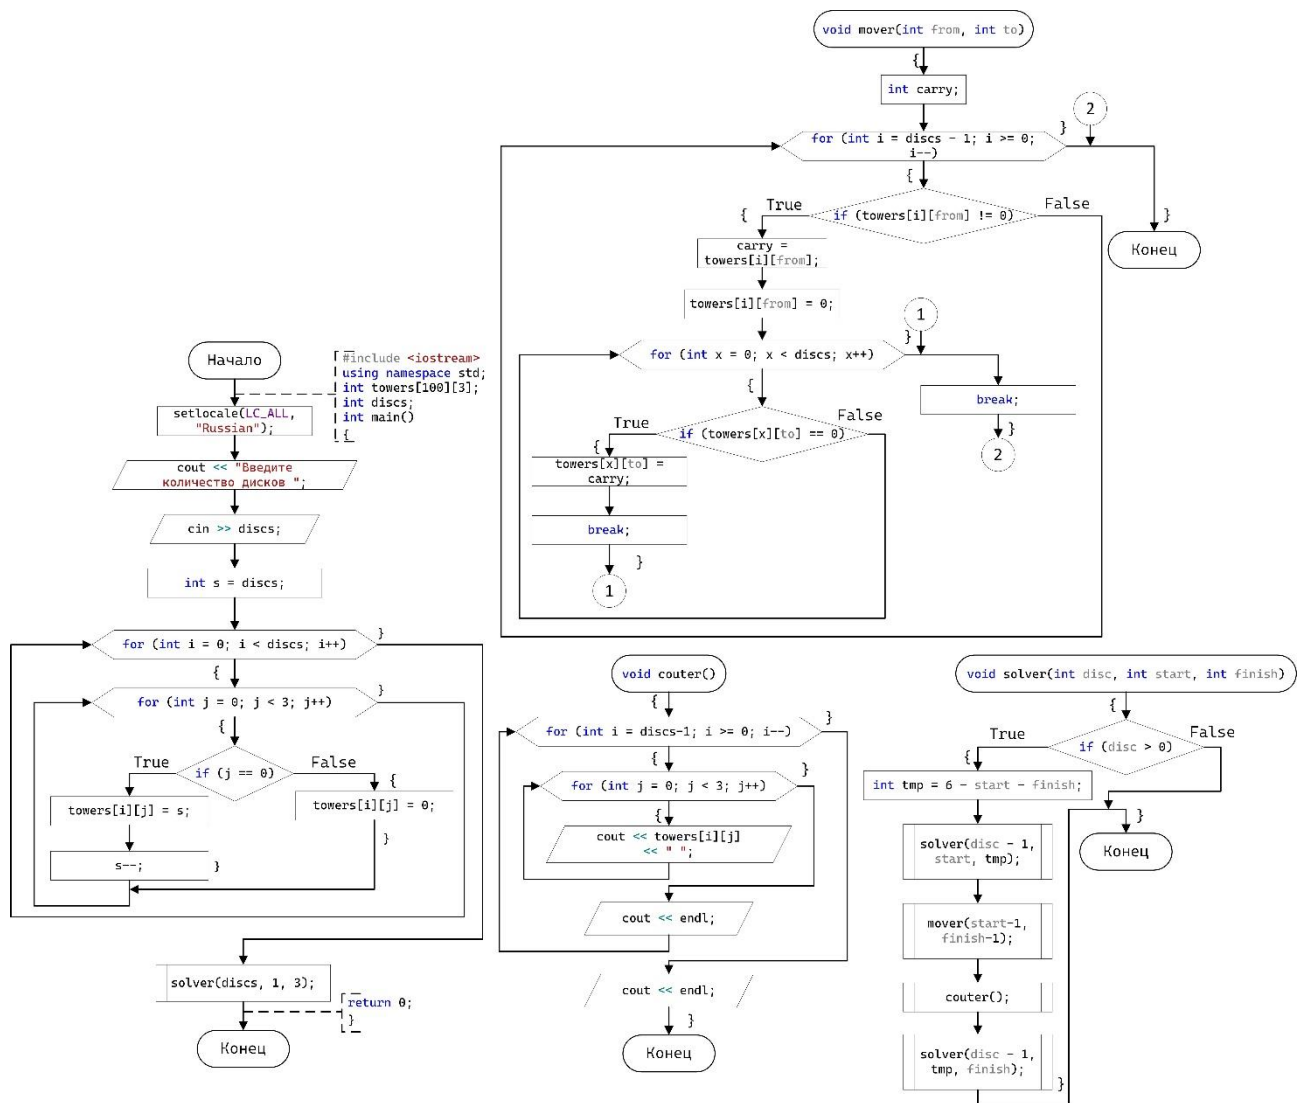 void mover(int from, int to)
{
int carry;
2
for (int i = discs - 1; i >= 0;
i--)
}
{
if (towers[i][from] != 0)
True
False
{
}
Конец
carry =
towers[i][from];
towers[i][from] = 0;
1
for (int x = 0; x < discs; x++)
}
{
break;
}
2
if (towers[x][to] == 0)
True
False
{
towers[x][to] =
carry;
break;
}
1
Начало
#include <iostream>
using namespace std;
int towers[100][3];
int discs;
int main()
{
setlocale(LC_ALL,
"Russian");
cout << "Введите
количество дисков ";
cin >> discs;
int s = discs;
for (int i = 0; i < discs; i++)
}
{
for (int j = 0; j < 3; j++)
}
{
if (j == 0)
True
False
{
towers[i][j] = s;
towers[i][j] = 0;
}
s--;
}
solver(discs, 1, 3);
return 0;
}
Конец
void couter()
{
for (int i = discs-1; i >= 0; i--)
}
{
for (int j = 0; j < 3; j++)
}
{
cout << towers[i][j]
<< " ";
cout << endl;
cout << endl;
}
Конец
void solver(int disc, int start, int finish)
{
if (disc > 0)
True
False
{
int tmp = 6 - start - finish;
}
Конец
solver(disc - 1,
start, tmp);
mover(start-1,
finish-1);
couter();
solver(disc - 1,
tmp, finish);
}